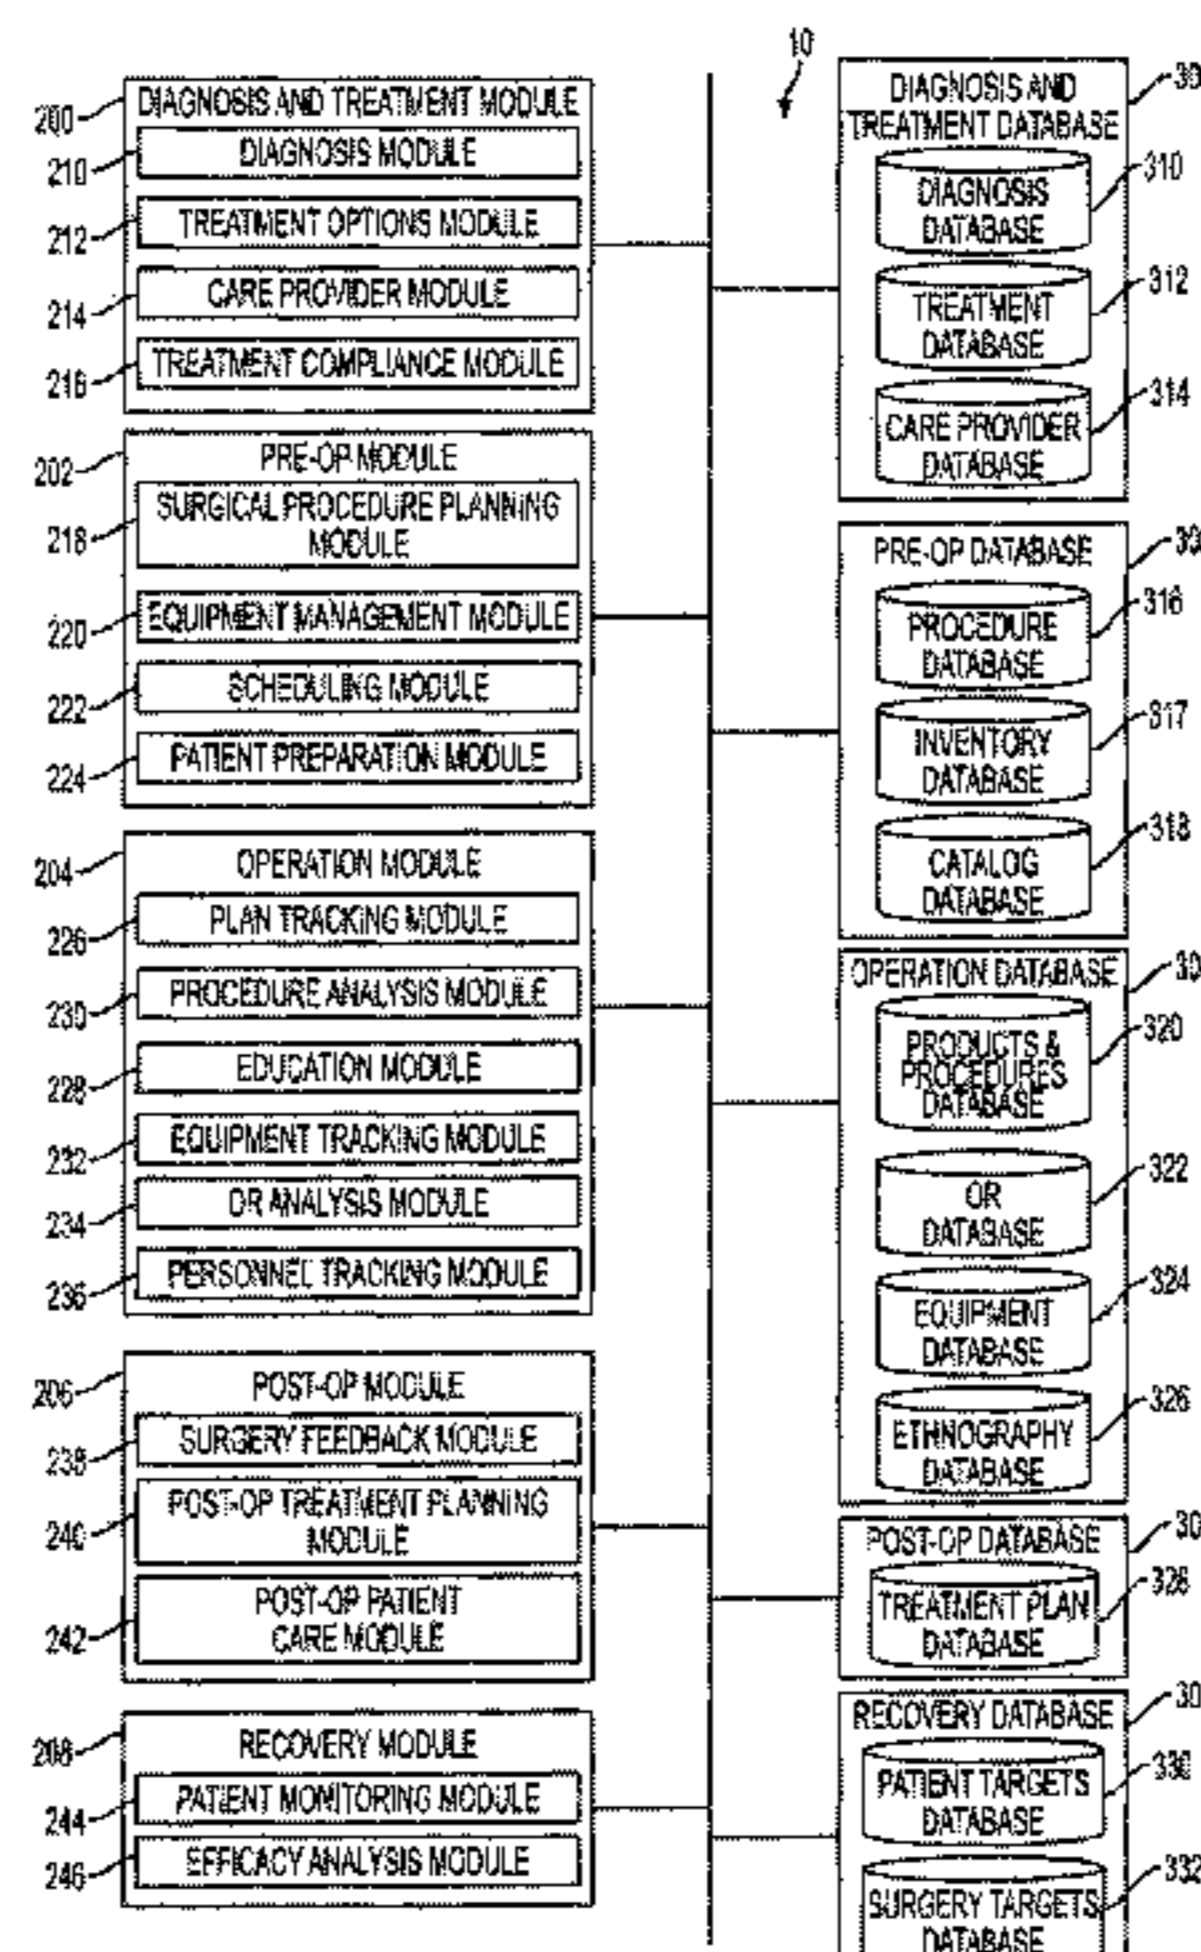 10
200
DIAGNOSIS AND TREATMENT MODULE
210
DIAGNOSIS MODULE
212
TREATMENT OPTIONS MODULE
214
CARE PROVIDER MODULE
216
TREATMENT COMPLIANCE MODULE
202
PRE-OP MODULE
218
SURGICAL PROCEDURE PLANNING
MODULE
220
EQUIPMENT MANAGEMENT MODULE
222
SCHEDULING MODULE
224
PATIENT PREPARATION MODULE
204
OPERATION MODULE
226
PLAN TRACKING MODULE
230
PROCEDURE ANALYSIS MODULE
228
EDUCATION MODULE
232
EQUIPMENT TRACKING MODULE
234
OR ANALYSIS MODULE
236
PERSONNEL TRACKING MODULE
206
POST-OP MODULE
238
SURGERY FEEDBACK MODULE
240
POST-OP TREATMENT PLANNING
MODULE
242
POST-OP PATIENT
CARE MODULE
208
RECOVERY MODULE
244
PATIENT MONITORING MODULE
246
EFFICACY ANALYSIS MODULE
DIAGNOSIS AND
TREATMENT DATABASE
30
DIAGNOSIS
DATABASE
310
TREATMENT
DATABASE
312
CARE PROVIDER
DATABASE
314
PRE-OP DATABASE
30
PROCEDURE
DATABASE
316
INVENTORY
DATABASE
317
CATALOG
DATABASE
318
OPERATION DATABASE
30
PRODUCTS &
PROCEDURES
DATABASE
320
OR
DATABASE
322
EQUIPMENT
DATABASE
324
ETHNOGRAPHY
DATABASE
326
POST-OP DATABASE
30
TREATMENT PLAN
DATABASE
328
RECOVERY DATABASE
30
PATIENT TARGETS
DATABASE
330
SURGERY TARGETS
DATABASE
332